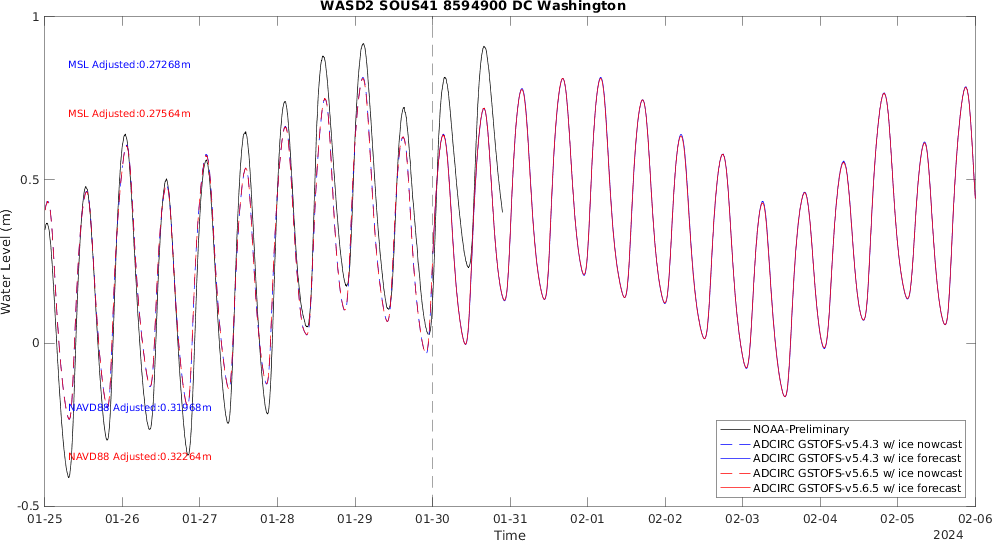 WASD2 SOUS41 8594900 DC Washington
1
MSL Adjusted:0.27268m
MSL Adjusted:0.27564m
0.5
Water Level (m)
0
NAVD88 Adjusted:0.31968m
NAVD88 Adjusted:0.32264m
NOAA-Preliminary
ADCIRC GSTOFS-v5.4.3 w/ ice nowcast
ADCIRC GSTOFS-v5.4.3 w/ ice forecast
ADCIRC GSTOFS-v5.6.5 w/ ice nowcast
ADCIRC GSTOFS-v5.6.5 w/ ice forecast
-0.5
01-25 01-26 01-27 01-28 01-29 01-30 01-31 02-01 02-02 02-03 02-04 02-05 02-06
Time
2024